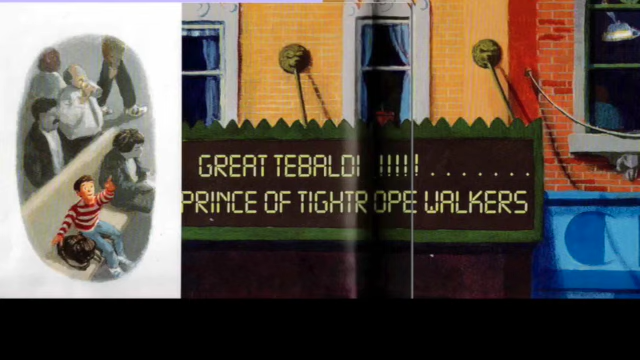 GREAT TEBALDI !!!!! . . . . . . .
PRINCE OF TIGHTROPE WALKERS